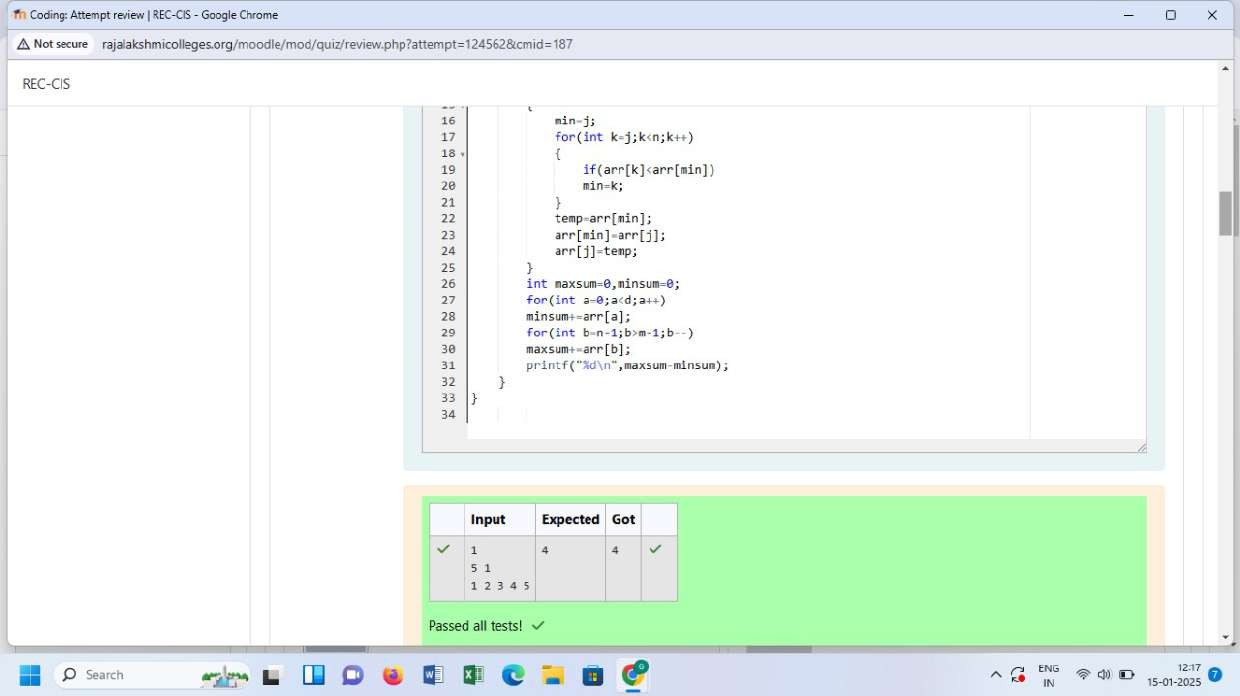 Coding: Attempt review | REC-CIS - Google Chrome
Not secure rajalakshmicolleges.org/moodle/mod/quiz/review.php?attempt=124562&cmid=187
REC-CIS
16 min=j;
17 for(int k=j;k<n;k++)
18 {
19 if(arr[k]<arr[min])
20 min=k;
21 }
22 temp=arr[min];
23 arr[min]=arr[j];
24 arr[j]=temp;
25 }
26 int maxsum=0,minsum=0;
27 for(int a=0;a<d;a++)
28 minsum+=arr[a];
29 for(int b=n-1;b>m-1;b--)
30 maxsum+=arr[b];
31 printf("%d\n",maxsum-minsum);
32 }
33 }
34
Input Expected Got
1 4 4
5 1
1 2 3 4 5
Passed all tests!
Search
ENG
IN
12:17
15-01-2025
7